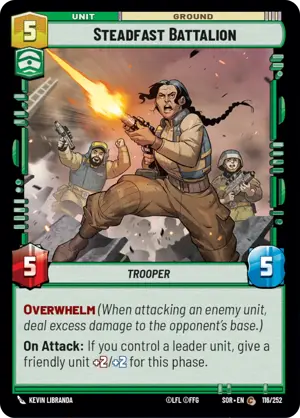 UNIT GROUND
5 STEADFAST BATTALION
5 5
TROOPER
OVERWHELM (When attacking an enemy unit,
deal excess damage to the opponent's base.)
On Attack: If you control a leader unit, give a
friendly unit +2/+2 for this phase.
KEVIN LIBRANDA ©LFL ©FFG SOR • EN C 116/252